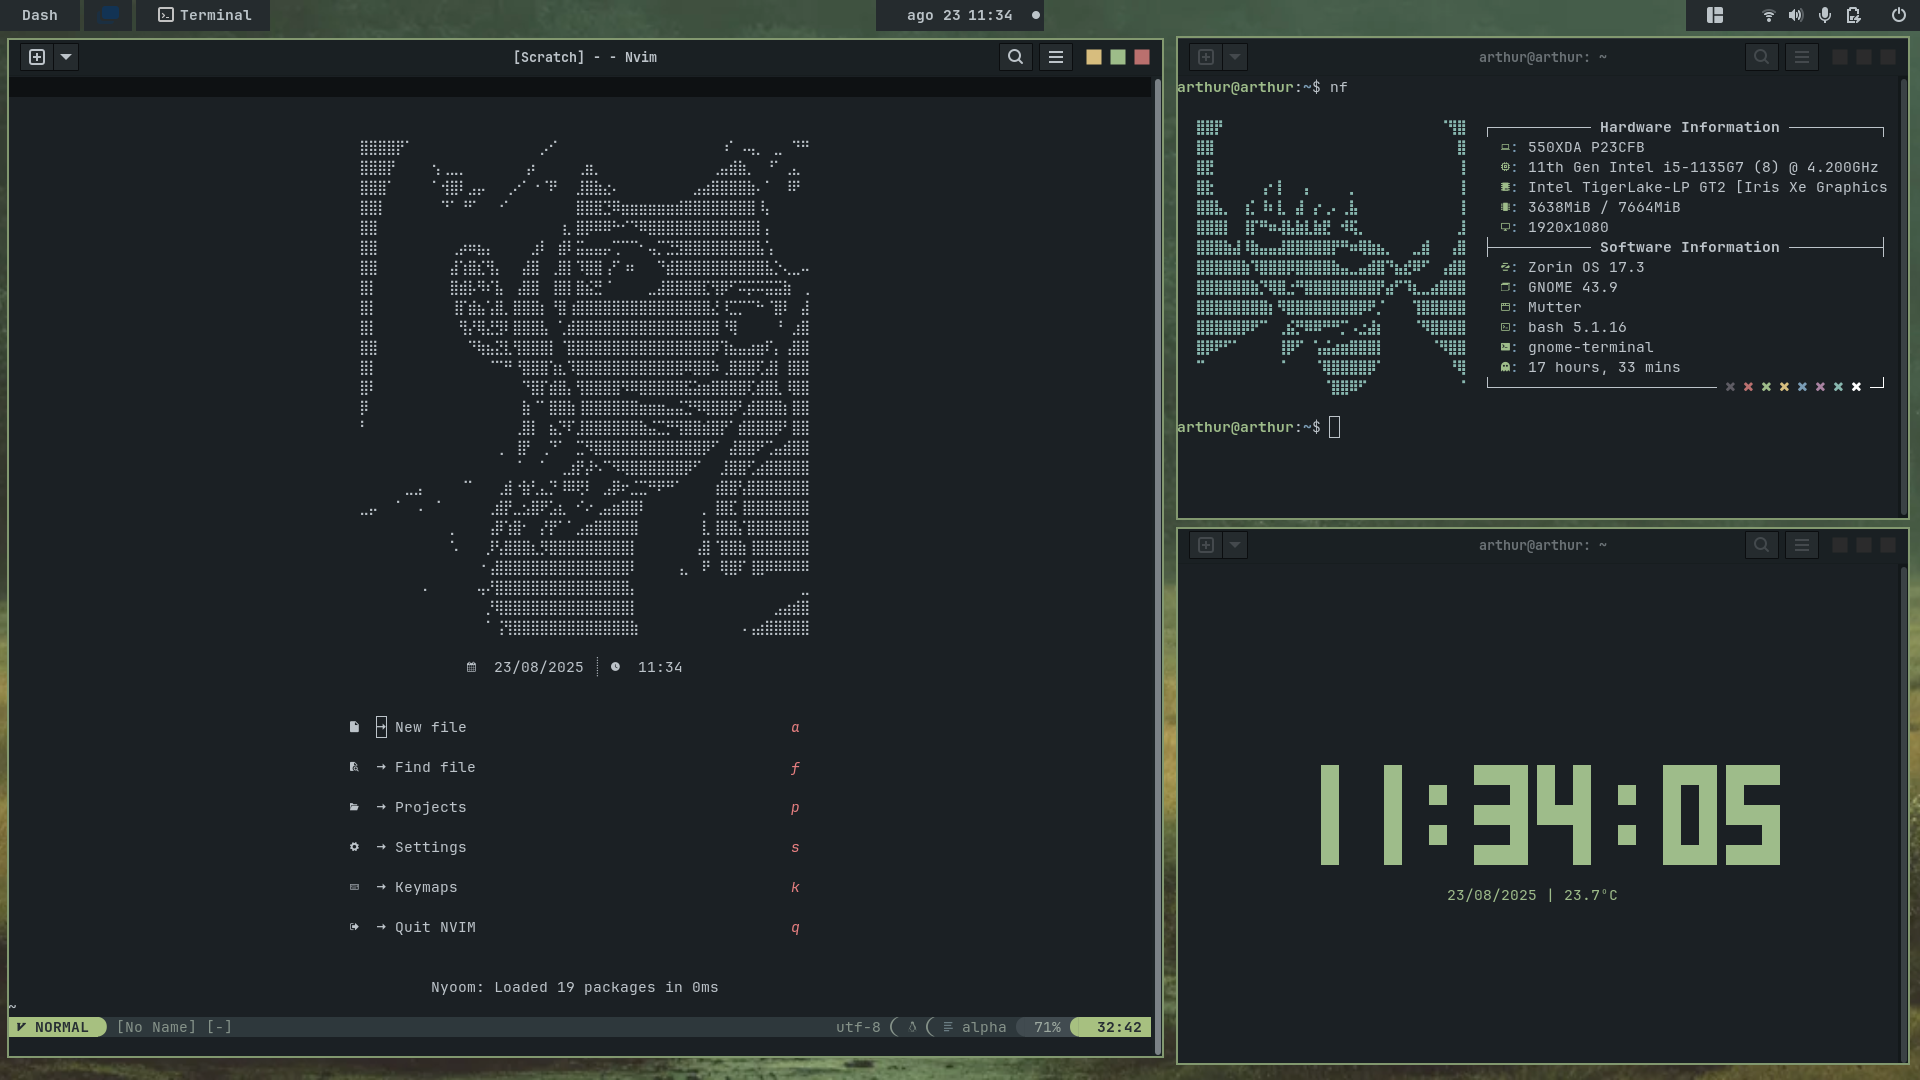 Dash
Terminal
ago 23 11:34
[Scratch] - - Nvim
23/08/2025
11:34
→ New file a
→ Find file f
→ Projects p
→ Settings s
→ Keymaps k
→ Quit NVIM q
Nyoom: Loaded 19 packages in 0ms
~
NORMAL [No Name] [-] utf-8 alpha 71% 32:42
arthur@arthur: ~
arthur@arthur:~$ nf
Hardware Information
: 550XDA P23CFB
: 11th Gen Intel i5-1135G7 (8) @ 4.200GHz
: Intel TigerLake-LP GT2 [Iris Xe Graphics
: 3638MiB / 7664MiB
: 1920x1080
Software Information
: Zorin OS 17.3
: GNOME 43.9
: Mutter
: bash 5.1.16
: gnome-terminal
: 17 hours, 33 mins
arthur@arthur:~$
arthur@arthur: ~
11:34:05
23/08/2025 | 23.7°C